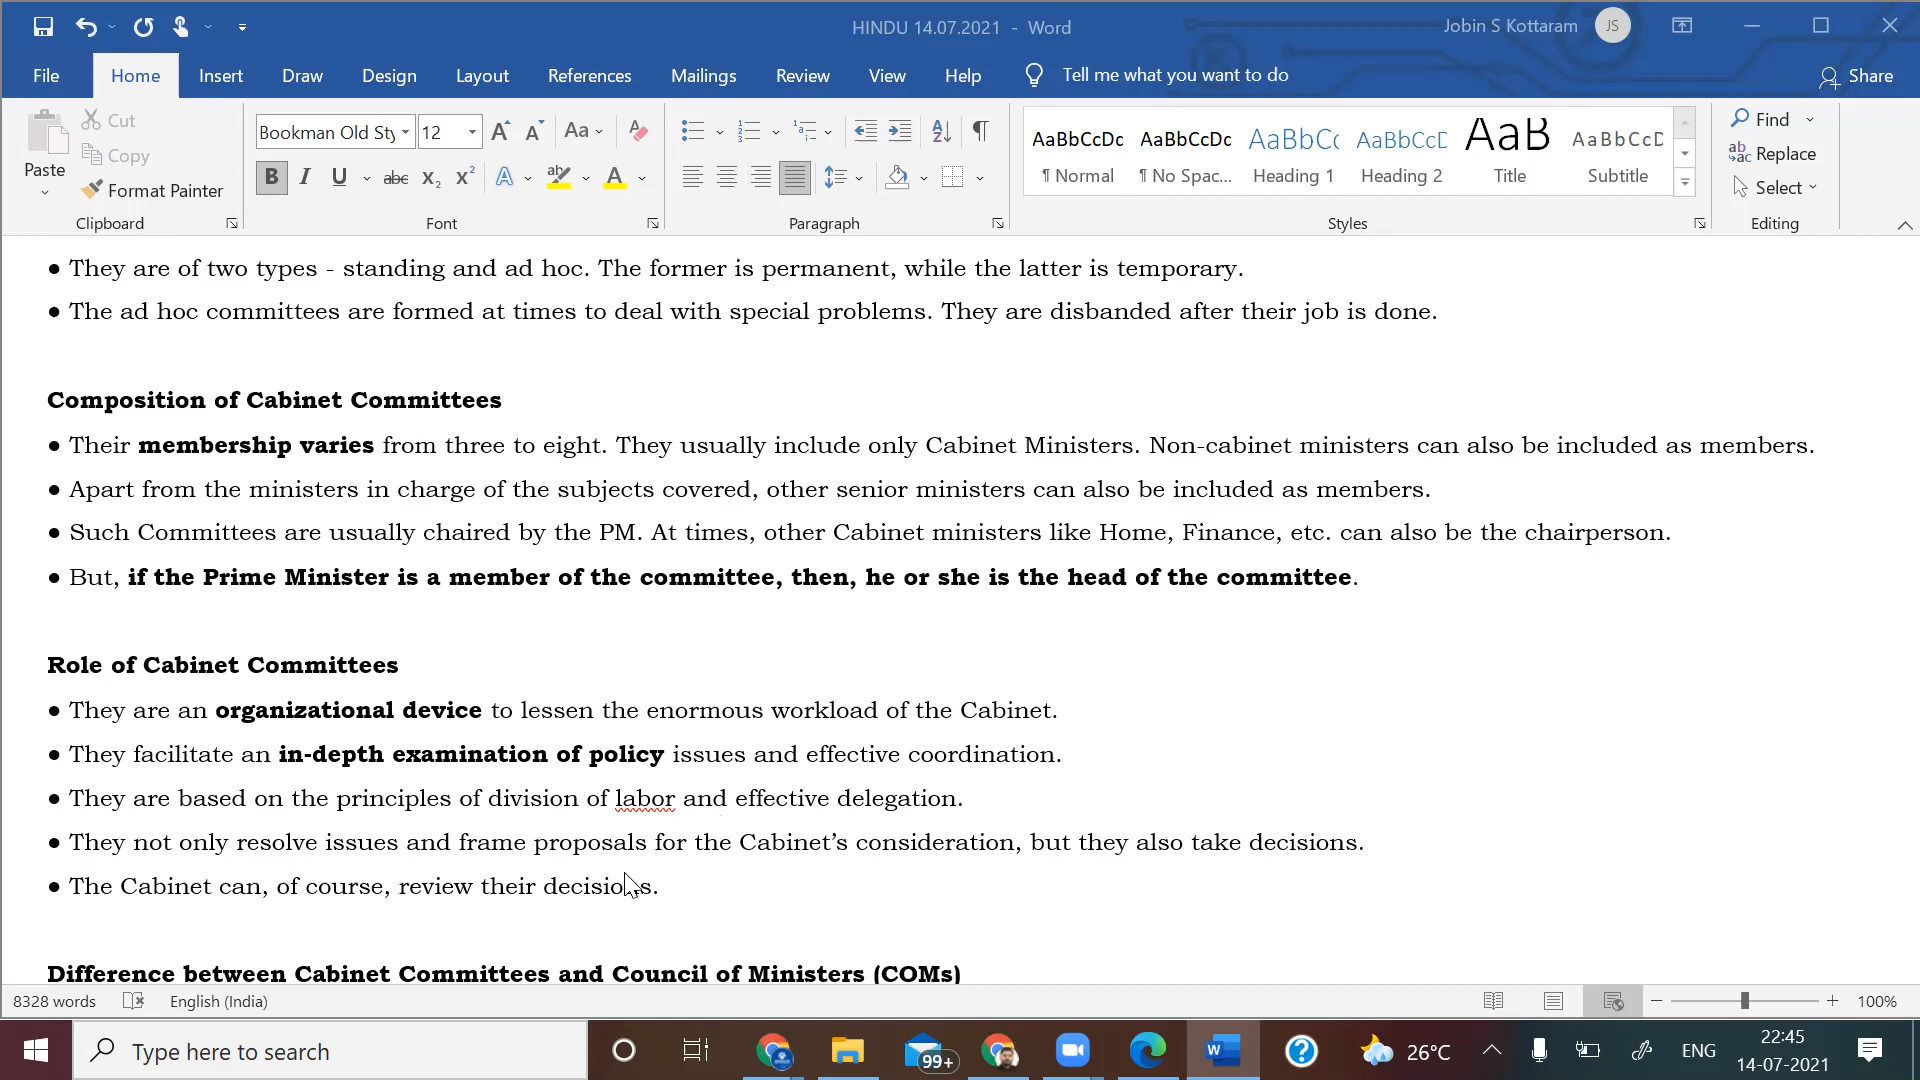 HINDU 14.07.2021 - Word
Jobin S Kottaram
JS
File Home Insert Draw Design Layout References Mailings Review View Help Tell me what you want to do Share
Paste
Cut
Copy
Format Painter
Clipboard
Bookman Old Sty 12 Aa
B I U abc X₂ X² A ab A
Font
Paragraph
AaBbCcDc AaBbCcDc AaBbCc AaBbCcD AaB AaBbCcD
¶ Normal ¶ No Spac... Heading 1 Heading 2 Title Subtitle
Styles
Find
Replace
Select
Editing
● They are of two types - standing and ad hoc. The former is permanent, while the latter is temporary.
● The ad hoc committees are formed at times to deal with special problems. They are disbanded after their job is done.
Composition of Cabinet Committees
● Their membership varies from three to eight. They usually include only Cabinet Ministers. Non-cabinet ministers can also be included as members.
● Apart from the ministers in charge of the subjects covered, other senior ministers can also be included as members.
● Such Committees are usually chaired by the PM. At times, other Cabinet ministers like Home, Finance, etc. can also be the chairperson.
● But, if the Prime Minister is a member of the committee, then, he or she is the head of the committee.
Role of Cabinet Committees
● They are an organizational device to lessen the enormous workload of the Cabinet.
● They facilitate an in-depth examination of policy issues and effective coordination.
● They are based on the principles of division of labor and effective delegation.
● They not only resolve issues and frame proposals for the Cabinet’s consideration, but they also take decisions.
● The Cabinet can, of course, review their decisions.
Difference between Cabinet Committees and Council of Ministers (COMs)
8328 words English (India) 100%
Type here to search
99+
26°C
ENG
22:45
14-07-2021